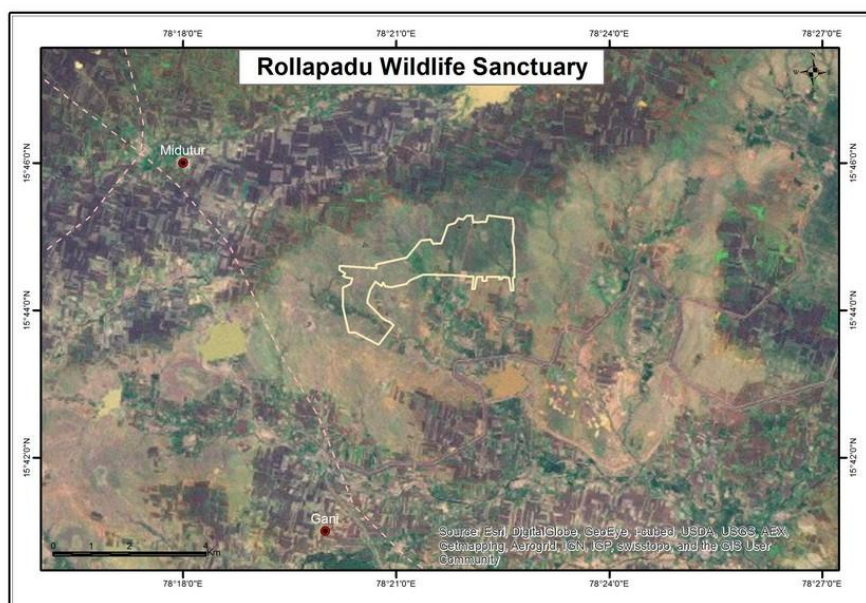 78°18'0"E 78°21'0"E 78°24'0"E 78°27'0"E
Rollapadu Wildlife Sanctuary
Midutur
15°46'0"N 15°46'0"N
15°44'0"N 15°44'0"N
15°42'0"N 15°42'0"N
Gani
Source: Esri, DigitalGlobe, GeoEye, i-cubed, USDA, USGS, AEX,
Getmapping, Aerogrid, IGN, IGP, swisstopo, and the GIS User
Community
0 2 4
Km
78°18'0"E 78°21'0"E 78°24'0"E 78°27'0"E